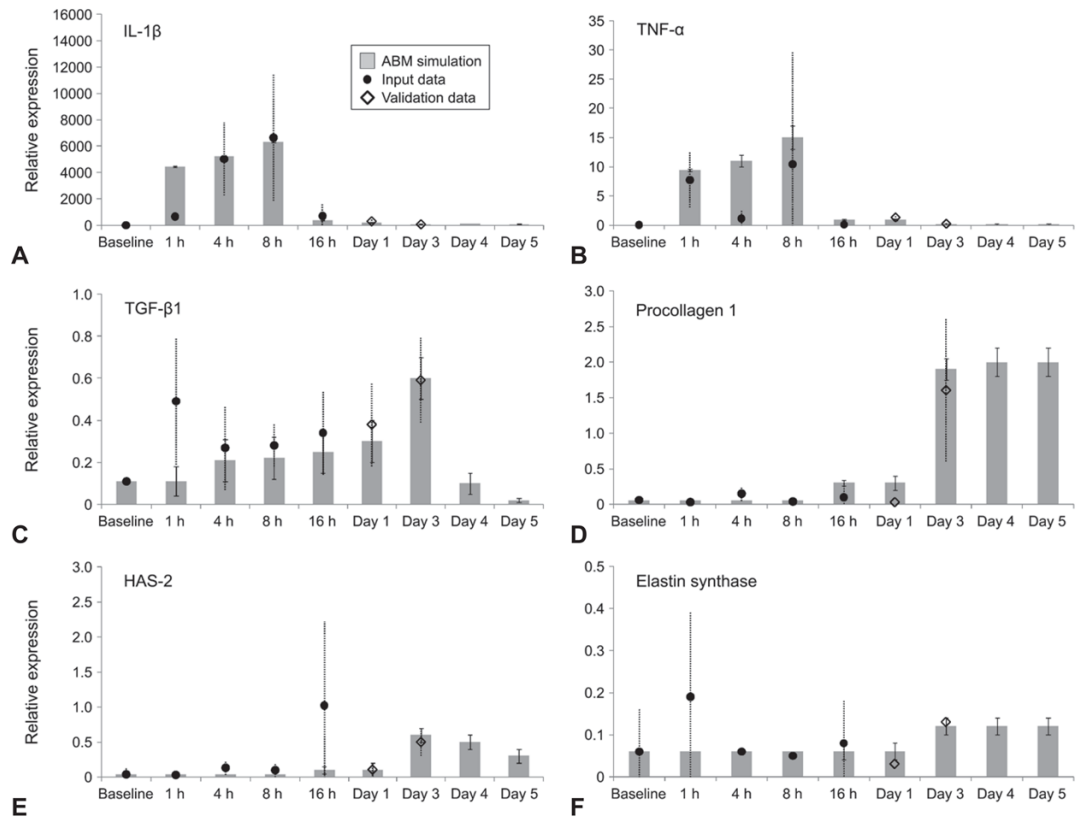 IL-1β
Relative expression
16000
14000
12000
10000
8000
6000
4000
2000
0
ABM simulation
Input data
Validation data
Baseline 1 h 4 h 8 h 16 h Day 1 Day 3 Day 4 Day 5
A
TNF-α
35
30
25
20
15
10
5
0
Baseline 1 h 4 h 8 h 16 h Day 1 Day 3 Day 4 Day 5
B
TGF-β1
Relative expression
1.0
0.8
0.6
0.4
0.2
0
Baseline 1 h 4 h 8 h 16 h Day 1 Day 3 Day 4 Day 5
C
Procollagen 1
3.0
2.5
2.0
1.5
1.0
0.5
0
Baseline 1 h 4 h 8 h 16 h Day 1 Day 3 Day 4 Day 5
D
HAS-2
Relative expression
3.0
2.5
2.0
1.0
1.0
0.5
0
Baseline 1 h 4 h 8 h 16 h Day 1 Day 3 Day 4 Day 5
E
Elastin synthase
0.5
0.4
0.3
0.2
0.1
0
Baseline 1 h 4 h 8 h 16 h Day 1 Day 3 Day 4 Day 5
F